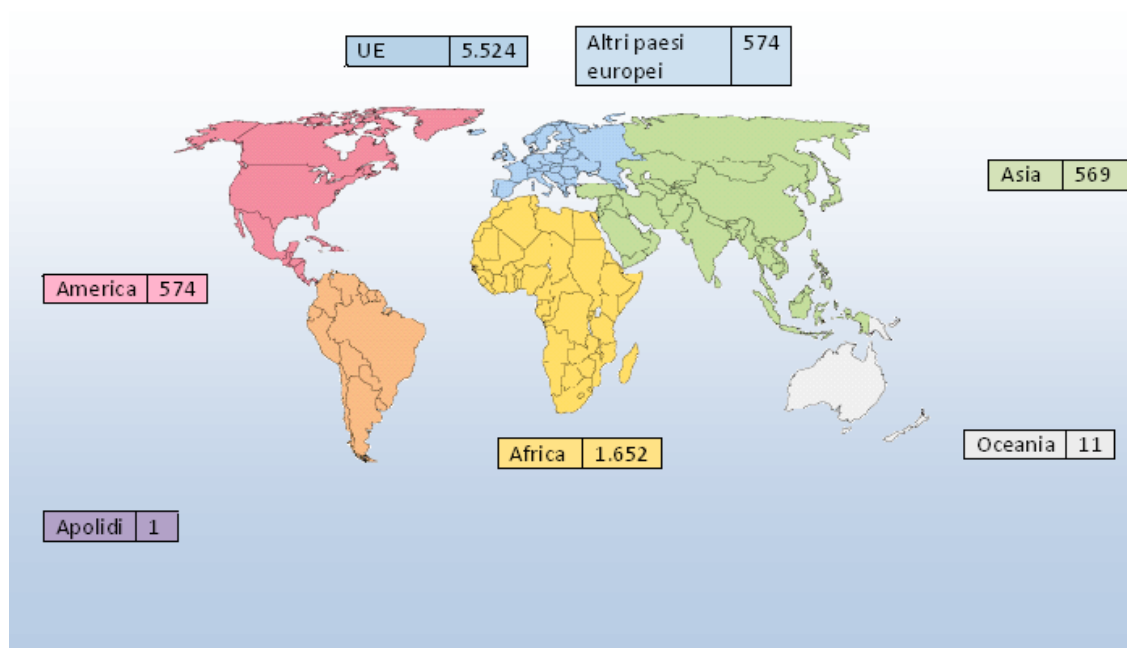 UE 5.524
Altri paesi 574
europei
Asia 569
America 574
Africa 1.652
Oceania 11
Apolidi 1